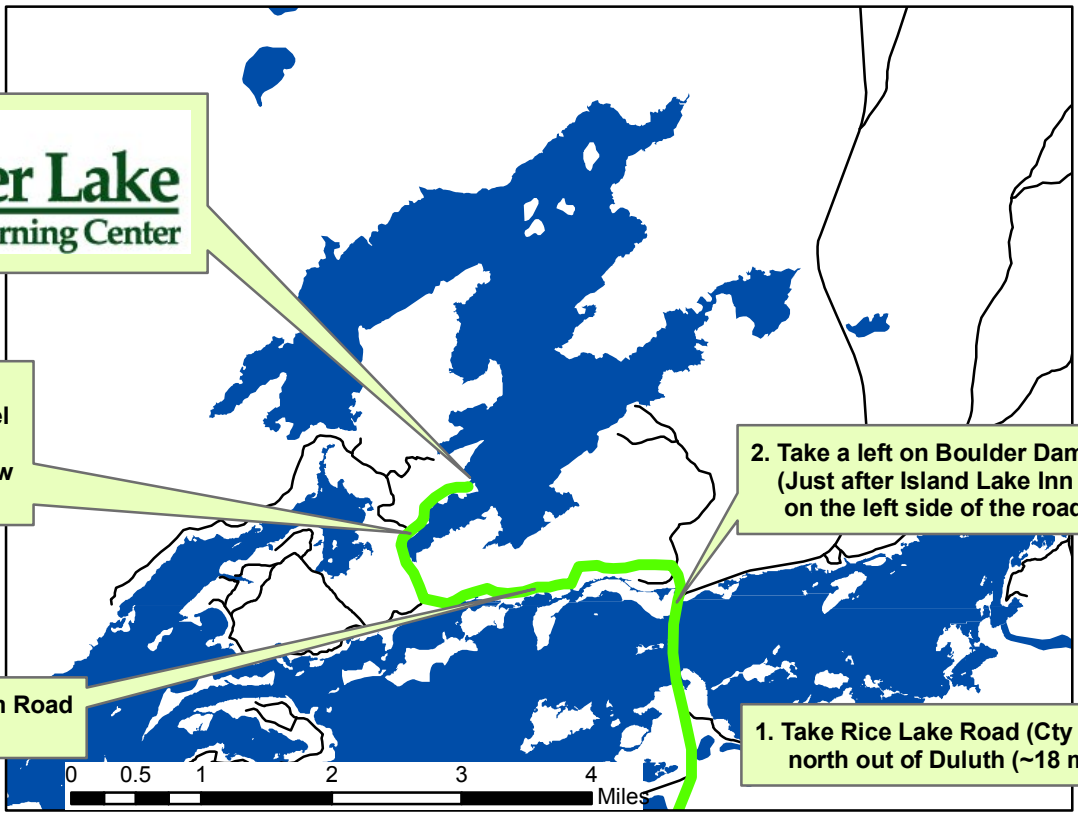 er Lake
rning Center
el
w
2. Take a left on Boulder Dam
(Just after Island Lake Inn
on the left side of the road
n Road
1. Take Rice Lake Road (Cty
north out of Duluth (~18 m
0 0.5 1 2 3 4
Miles